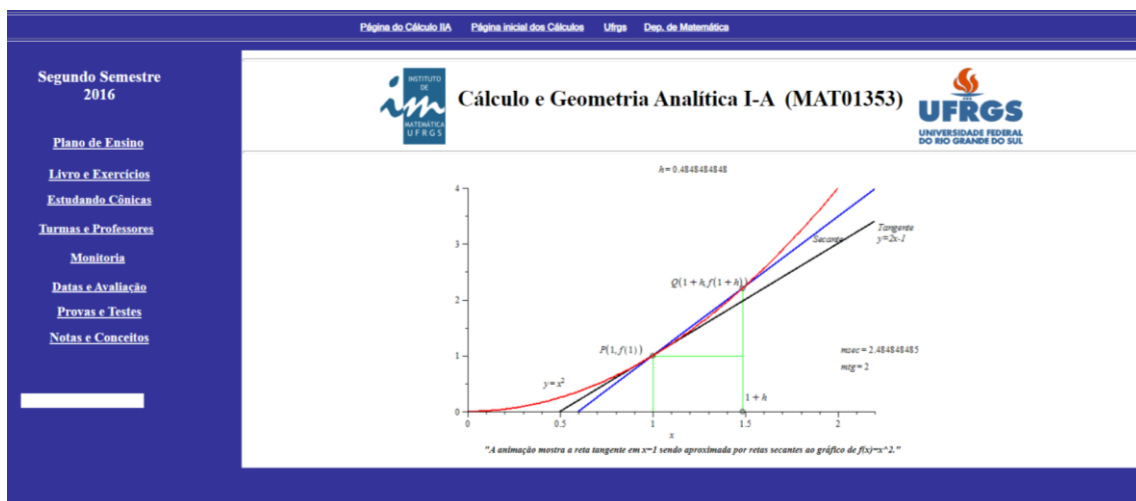 Página do Cálculo IIA Página inicial dos Cálculos Ufrgs Dep. de Matemática
Segundo Semestre
2016
Plano de Ensino
Livro e Exercícios
Estudando Cônicas
Turmas e Professores
Monitoria
Datas e Avaliação
Provas e Testes
Notas e Conceitos
INSTITUTO
DE
im
MATEMÁTICA
UFRGS
Cálculo e Geometria Analítica I-A (MAT01353)
UFRGS
UNIVERSIDADE FEDERAL
DO RIO GRANDE DO SUL
h = 0.4848484848
4
3
2
1
0
Secante
Tangente
y=2x-1
Q(1 + h, f(1 + h))
P(1, f(1))
msec = 2.484848485
mtg = 2
y = x²
1 + h
0 0.5 1 1.5 2
x
"A animação mostra a reta tangente em x=1 sendo aproximada por retas secantes ao gráfico de f(x)=x^2."